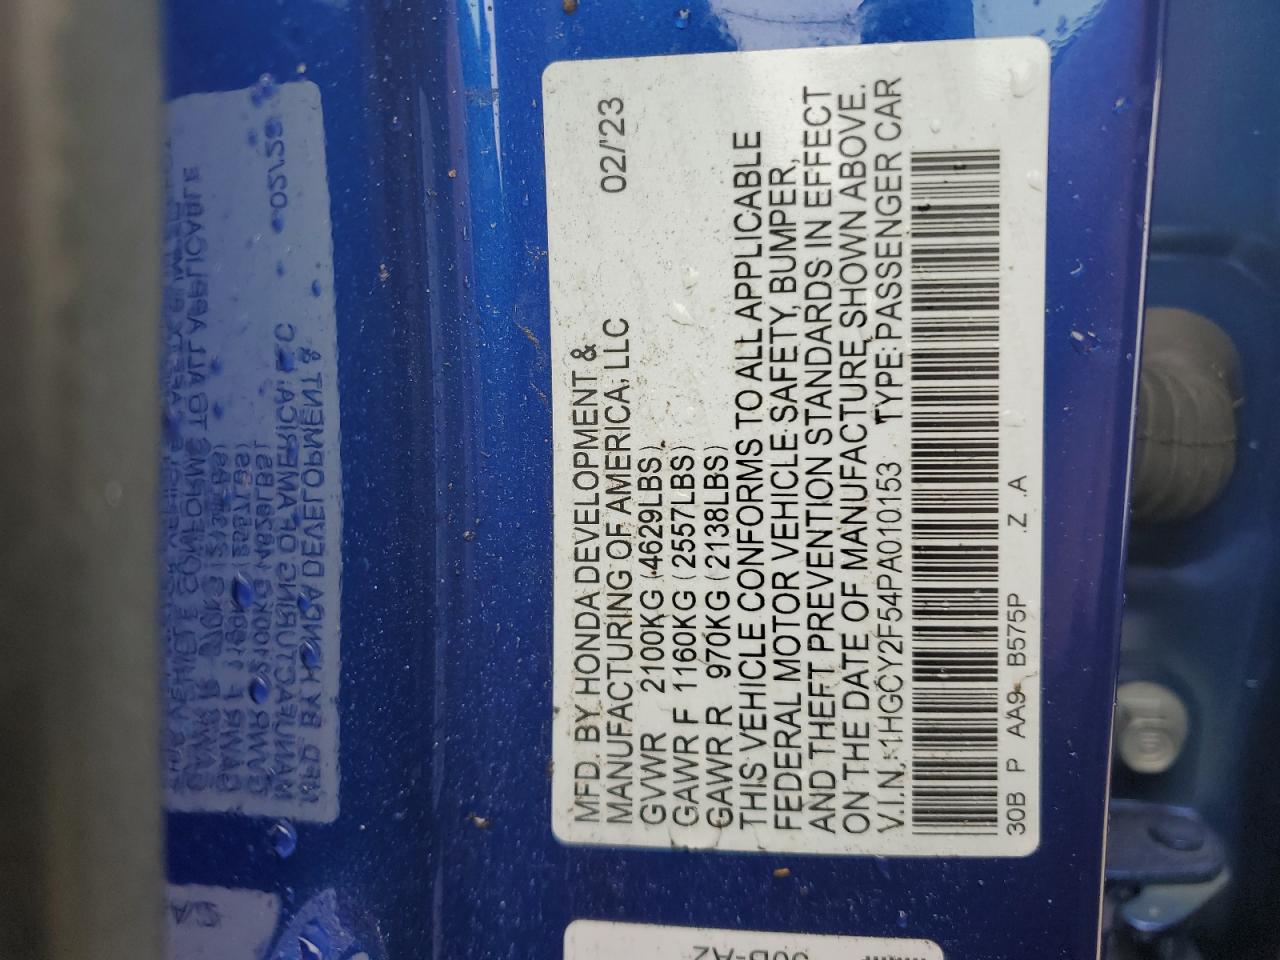 MFD. BY HONDA DEVELOPMENT &
MANUFACTURING OF AMERICA, LLC 02/'23
GVWR 2100KG (4629LBS)
GAWR F 1160KG (2557LBS)
GAWR R 970KG (2138LBS)
THIS VEHICLE CONFORMS TO ALL APPLICABLE
FEDERAL MOTOR VEHICLE SAFETY, BUMPER,
AND THEFT PREVENTION STANDARDS IN EFFECT
ON THE DATE OF MANUFACTURE SHOWN ABOVE.
V.I.N.: 1HGCY2F54PA010153 TYPE: PASSENGER CAR
30B P AA9 B575P .Z .A